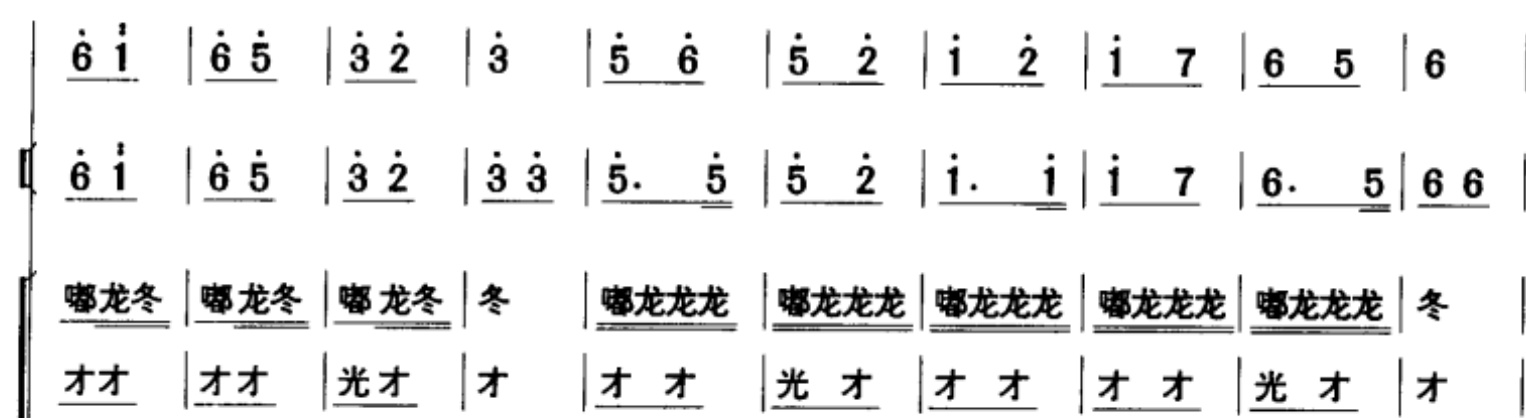 6̇ 1̈ | 6̇ 5̇ | 3̇ 2̇ | 3̇ | 5̇ 6̇ | 5̇ 2̇ | 1̇ 2̇ | 1̇ 7 | 6 5 | 6
6̇ 1̈ | 6̇ 5̇ | 3̇ 2̇ | 3̇ 3̇ | 5̇. 5̇ | 5̇ 2̇ | 1̇. 1̇ | 1̇ 7 | 6. 5 | 6 6
嘟龙冬 | 嘟龙冬 | 嘟龙冬 | 冬 | 嘟龙龙龙 | 嘟龙龙龙 | 嘟龙龙龙 | 嘟龙龙龙 | 嘟龙龙龙 | 冬
才才 | 才才 | 光才 | 才 | 才 才 | 光 才 | 才 才 | 才 才 | 光 才 | 才